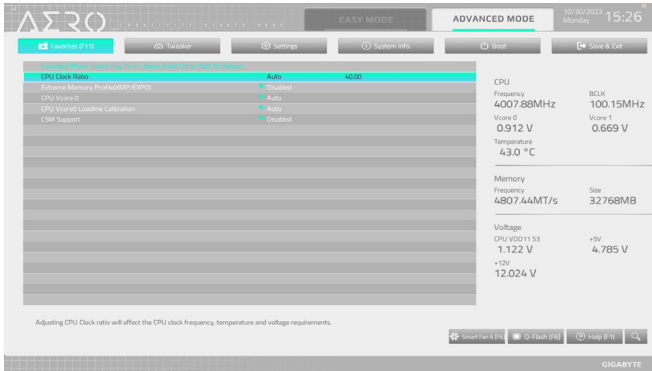 AERO
CREATIVITY STARTS HERE
EASY MODE
ADVANCED MODE
10/30/2023
Monday
15:26
Favorites (F11)
Tweaker
Settings
System Info.
Boot
Save & Exit
CPU Clock Ratio Auto 40.00
Extreme Memory Profile(XMP/EXPO) Disabled
CPU Vcore 0 Auto
CPU Vcore0 Loadline Calibration Auto
CSM Support Disabled
CPU
Frequency BCLK
4007.88MHz 100.15MHz
Vcore 0 Vcore 1
0.912 V 0.669 V
Temperature
43.0 °C
Memory
Frequency Size
4807.44MT/s 32768MB
Voltage
CPU VDD11 S3 +5V
1.122 V 4.785 V
+12V
12.024 V
Adjusting CPU Clock ratio will affect the CPU clock frequency, temperature and voltage requirements.
Smart Fan 6 [F6]
Q-Flash [F8]
Help (F1)
GIGABYTE